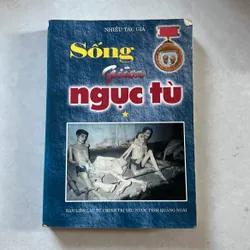 NHIỀU TÁC GIẢ
Sống
Giữa
ngục tù
BAN LIÊN LẠC TÙ CHÍNH TRỊ YÊU NƯỚC TỈNH QUẢNG NGÃI